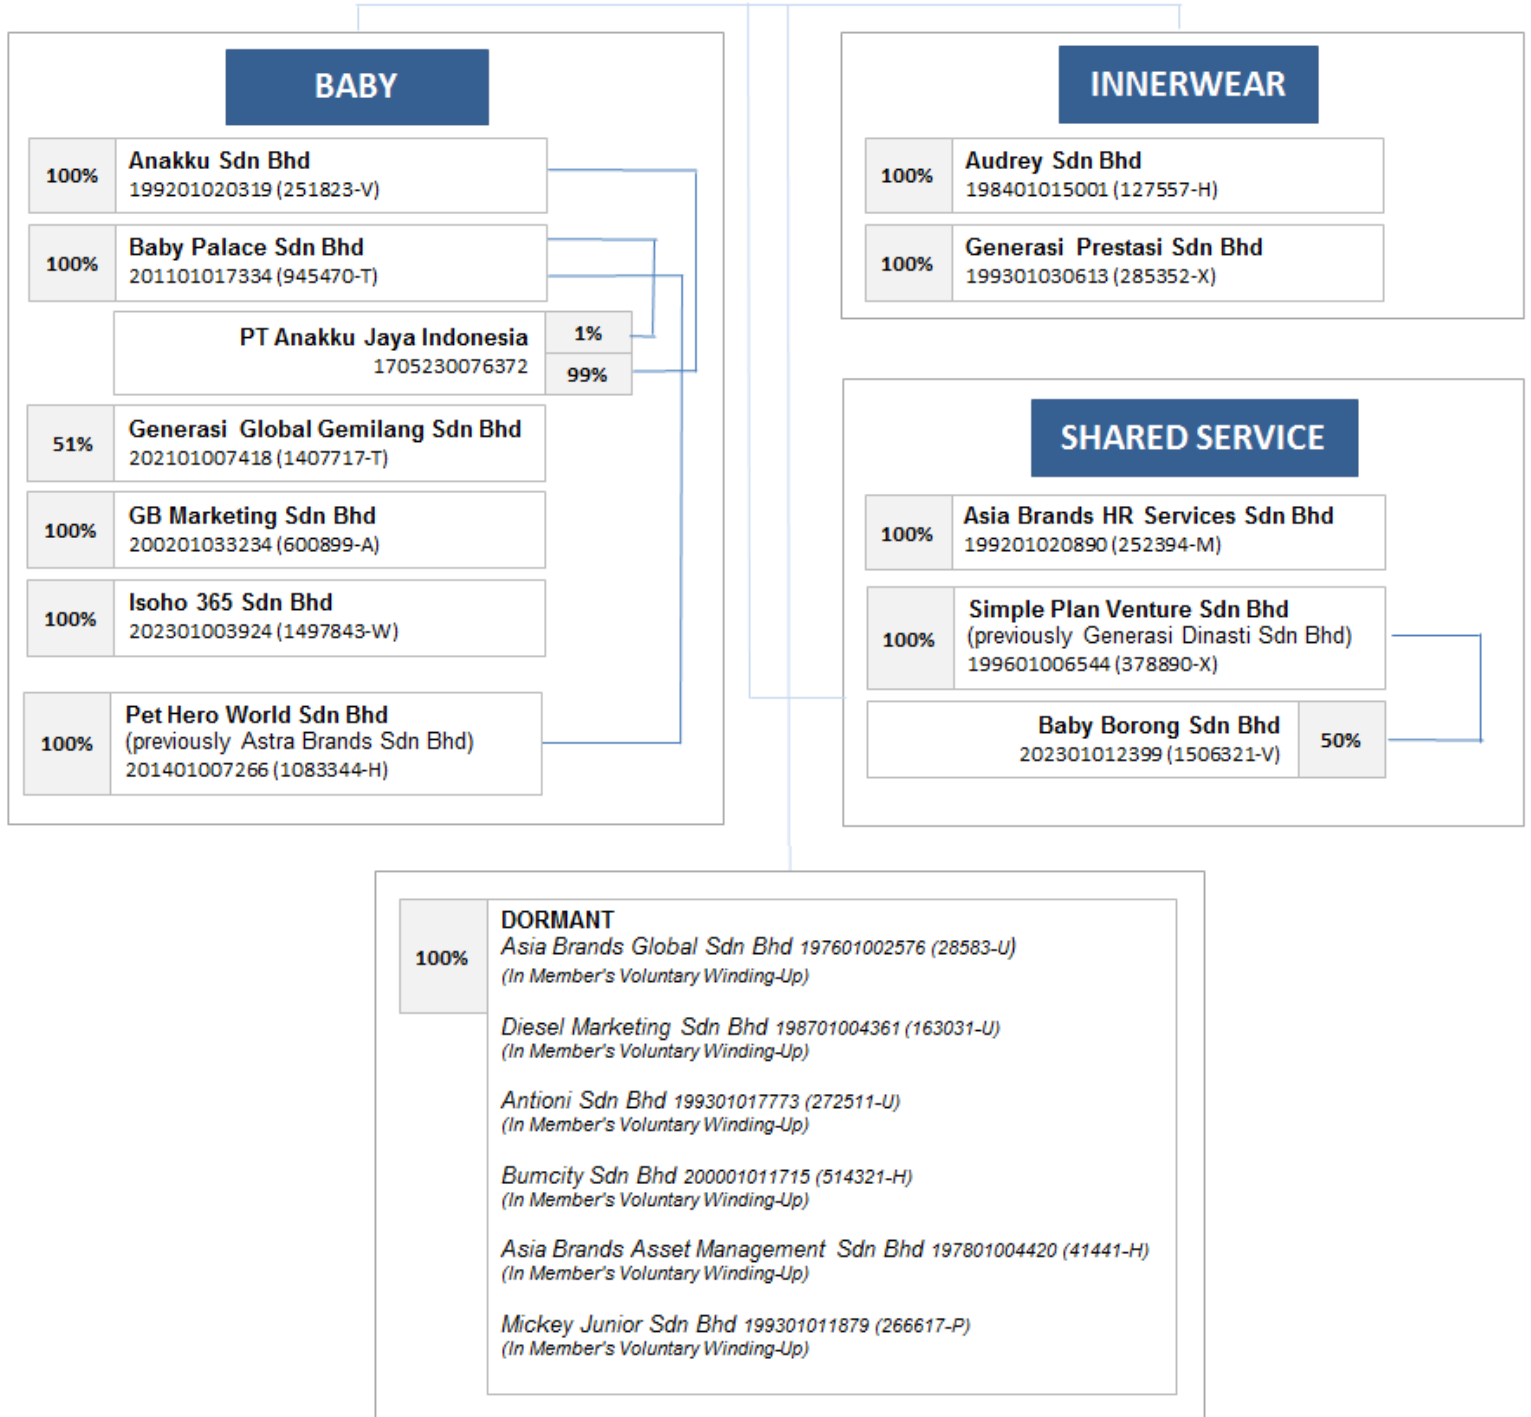 BABY
100%
Anakku Sdn Bhd
199201020319 (251823-V)
100%
Baby Palace Sdn Bhd
201101017334 (945470-T)
PT Anakku Jaya Indonesia
1705230076372
1%
99%
51%
Generasi Global Gemilang Sdn Bhd
202101007418 (1407717-T)
100%
GB Marketing Sdn Bhd
200201033234 (600899-A)
100%
Isoho 365 Sdn Bhd
202301003924 (1497843-W)
100%
Pet Hero World Sdn Bhd
(previously Astra Brands Sdn Bhd)
201401007266 (1083344-H)
INNERWEAR
100%
Audrey Sdn Bhd
198401015001 (127557-H)
100%
Generasi Prestasi Sdn Bhd
199301030613 (285352-X)
SHARED SERVICE
100%
Asia Brands HR Services Sdn Bhd
199201020890 (252394-M)
100%
Simple Plan Venture Sdn Bhd
(previously Generasi Dinasti Sdn Bhd)
199601006544 (378890-X)
Baby Borong Sdn Bhd
202301012399 (1506321-V)
50%
100%
DORMANT
Asia Brands Global Sdn Bhd 197601002576 (28583-U)
(In Member's Voluntary Winding-Up)
Diesel Marketing Sdn Bhd 198701004361 (163031-U)
(In Member's Voluntary Winding-Up)
Antioni Sdn Bhd 199301017773 (272511-U)
(In Member's Voluntary Winding-Up)
Bumcity Sdn Bhd 200001011715 (514321-H)
(In Member's Voluntary Winding-Up)
Asia Brands Asset Management Sdn Bhd 197801004420 (41441-H)
(In Member's Voluntary Winding-Up)
Mickey Junior Sdn Bhd 199301011879 (266617-P)
(In Member's Voluntary Winding-Up)